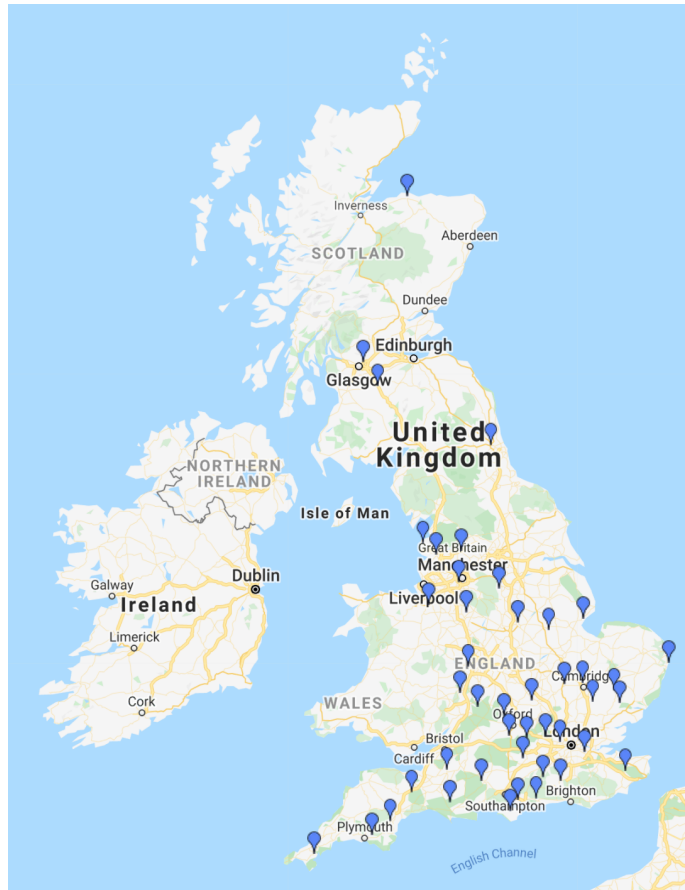 Inverness
Aberdeen
SCOTLAND
Dundee
Edinburgh
Glasgow
United
Kingdom
NORTHERN
IRELAND
Isle of Man
Great Britain
Manchester
Dublin
Galway
Liverpool
Ireland
Limerick
ENGLAND
Cambridge
Cork
WALES
Oxford
London
Bristol
Cardiff
Brighton
Southampton
Plymouth
English Channel